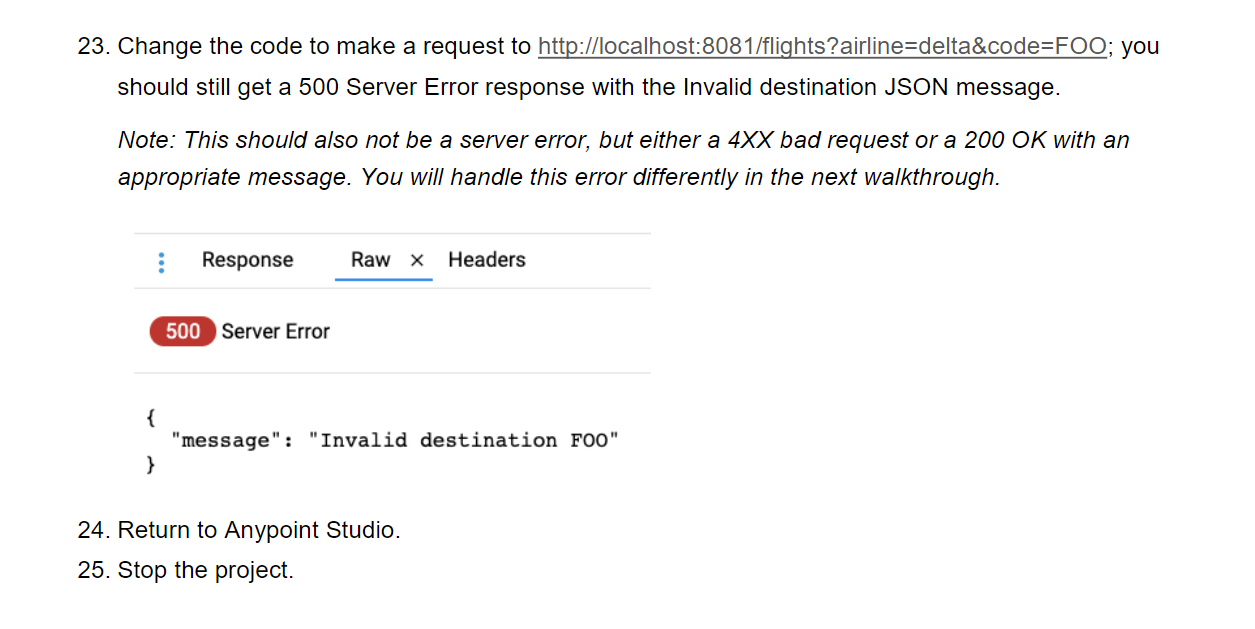 23. Change the code to make a request to http://localhost:8081/flights?airline=delta&code=FOO; you
should still get a 500 Server Error response with the Invalid destination JSON message.
Note: This should also not be a server error, but either a 4XX bad request or a 200 OK with an
appropriate message. You will handle this error differently in the next walkthrough.
Response Raw × Headers
500 Server Error
{
"message": "Invalid destination FOO"
}
24. Return to Anypoint Studio.
25. Stop the project.